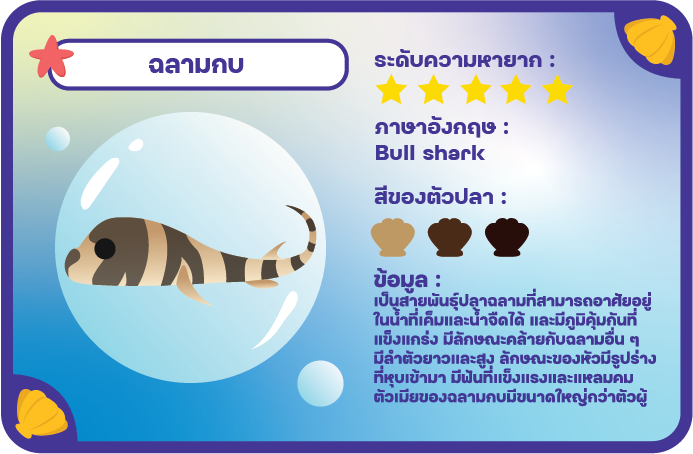 ฉลามกบ
ระดับความหายาก :
ภาษาอังกฤษ :
Bull shark
สีของตัวปลา :
ข้อมูล :
เป็นสายพันธุ์ปลาฉลามที่สามารถอาศัยอยู่
ในน้ำที่เค็มและน้ำจืดได้ และมีภูมิคุ้มกันที่
แข็งแกร่ง มีลักษณะคล้ายกับฉลามอื่น ๆ
มีลำตัวยาวและสูง ลักษณะของหัวมีรูปร่าง
ที่หุบเข้ามา มีฟันที่แข็งแรงและแหลมคม
ตัวเมียของฉลามกบมีขนาดใหญ่กว่าตัวผู้